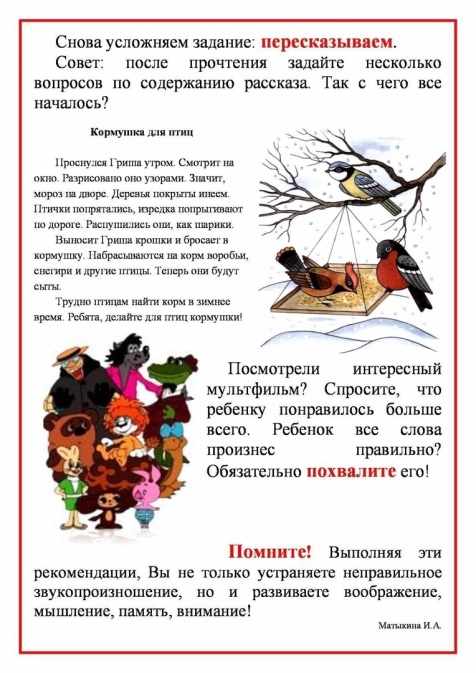 Снова усложняем задание: пересказываем.
Совет: после прочтения задайте несколько
вопросов по содержанию рассказа. Так с чего все
началось?
Кормушка для птиц
Проснулся Гриша утром. Смотрит на
окно. Разрисовано оно узорами. Значит,
мороз на дворе. Деревья покрыты инеем.
Птички попрятались, изредка попрыгивают
по дороге. Распушились они, как шарики.
Выносит Гриша крошки и бросает в
кормушку. Набрасываются на корм воробьи,
снегири и другие птицы. Теперь они будут
сыты.
Трудно птицам найти корм в зимнее
время. Ребята, делайте для птиц кормушки!
Посмотрели интересный
мультфильм? Спросите, что
ребенку понравилось больше
всего. Ребенок все слова
произнес правильно?
Обязательно похвалите его!
Помните! Выполняя эти
рекомендации, Вы не только устраняете неправильное
звукопроизношение, но и развиваете воображение,
мышление, память, внимание!
Матыкина И.А.